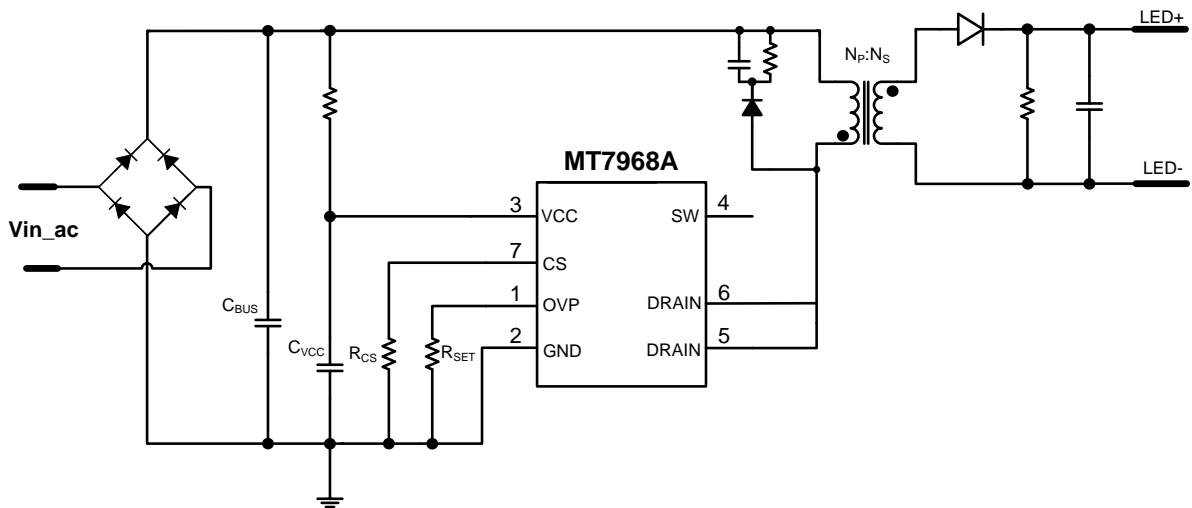 LED+
NP:NS
MT7968A
LED-
3 VCC SW 4
Vin_ac
7 CS
CBUS
1 OVP DRAIN 6
CVCC RCS RSET 2 GND DRAIN 5